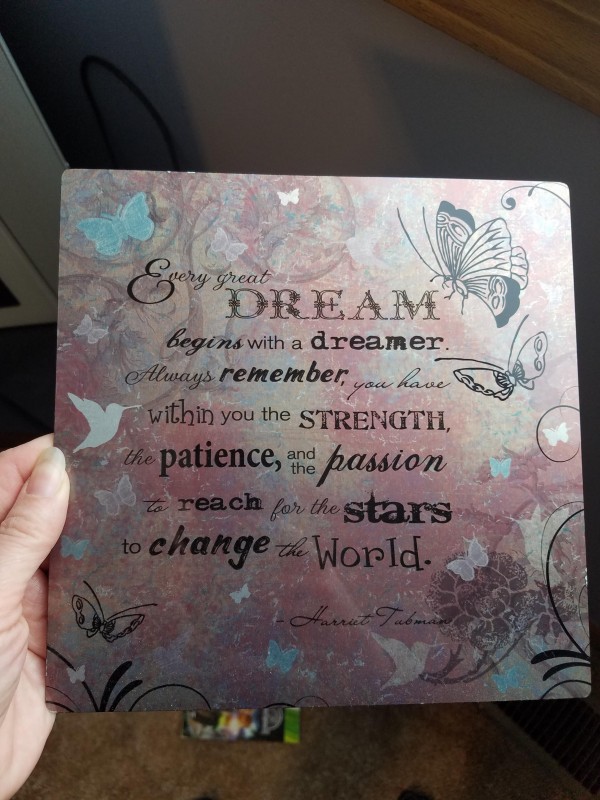 Every great
DREAM
begins with a dreamer.
Always remember, you have
within you the STRENGTH,
the patience, and the passion
to reach for the stars
to change the World.
- Harriet Tubman